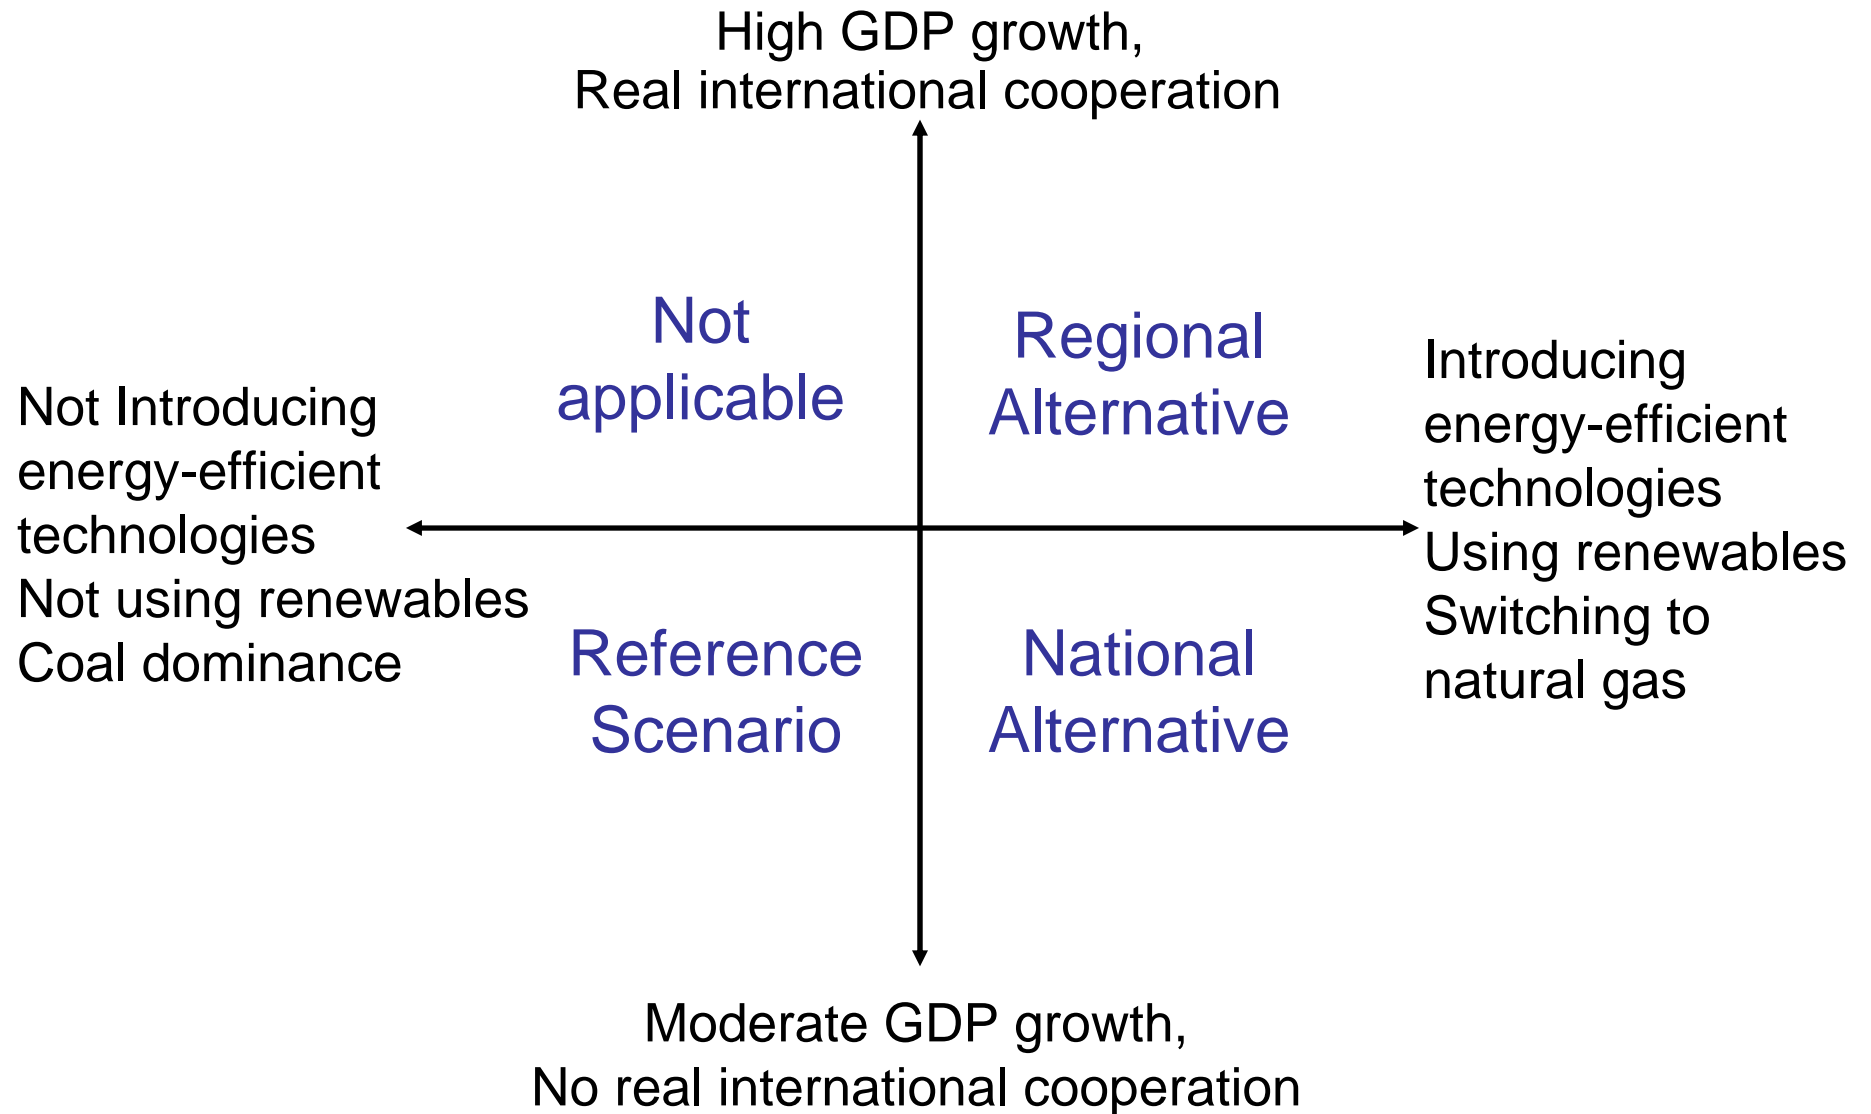 High GDP growth,
Real international cooperation
Not
applicable
Regional
Alternative
Not Introducing
energy-efficient
technologies
Not using renewables
Coal dominance
Introducing
energy-efficient
technologies
Using renewables
Switching to
natural gas
Reference
Scenario
National
Alternative
Moderate GDP growth,
No real international cooperation